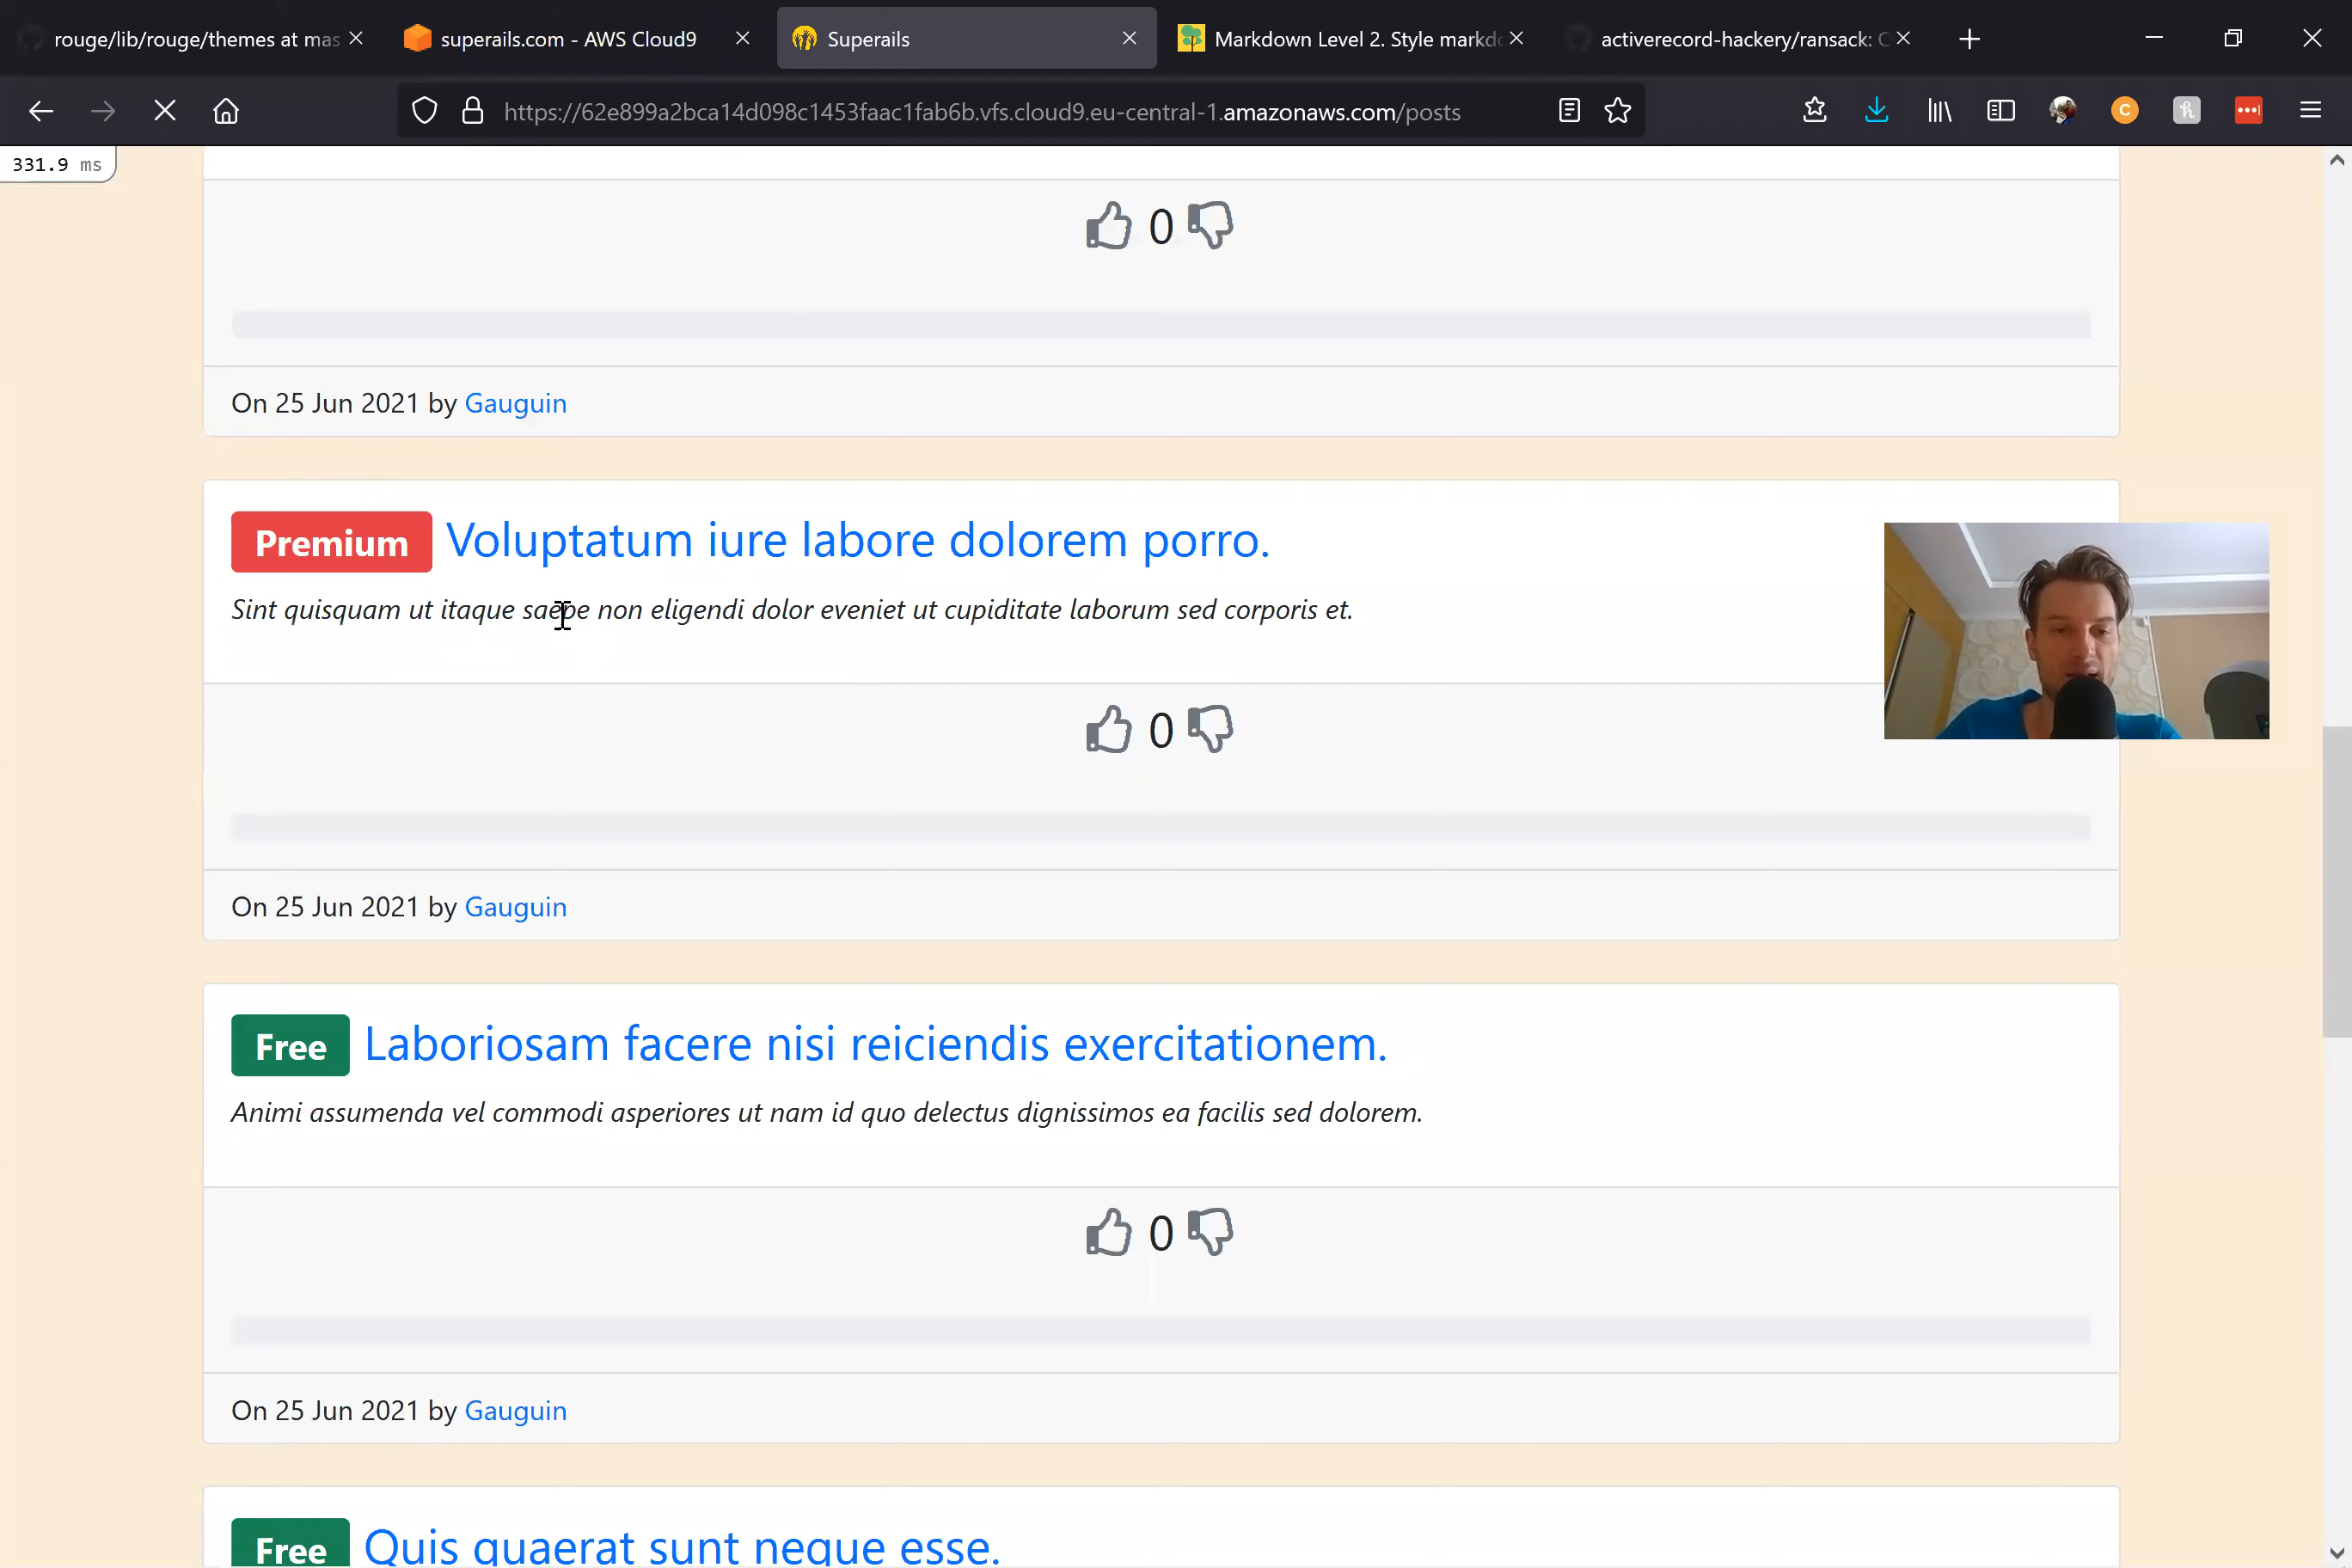 rouge/lib/rouge/themes at mas
superails.com - AWS Cloud9
Superails
Markdown Level 2. Style markdo
activerecord-hackery/ransack: C
https://62e899a2bca14d098c1453faac1fab6b.vfs.cloud9.eu-central-1.amazonaws.com/posts
331.9 ms
0
On 25 Jun 2021 by Gauguin
Premium Voluptatum iure labore dolorem porro.
Sint quisquam ut itaque saepe non eligendi dolor eveniet ut cupiditate laborum sed corporis et.
0
On 25 Jun 2021 by Gauguin
Free Laboriosam facere nisi reiciendis exercitationem.
Animi assumenda vel commodi asperiores ut nam id quo delectus dignissimos ea facilis sed dolorem.
0
On 25 Jun 2021 by Gauguin
Free Quis quaerat sunt neque esse.